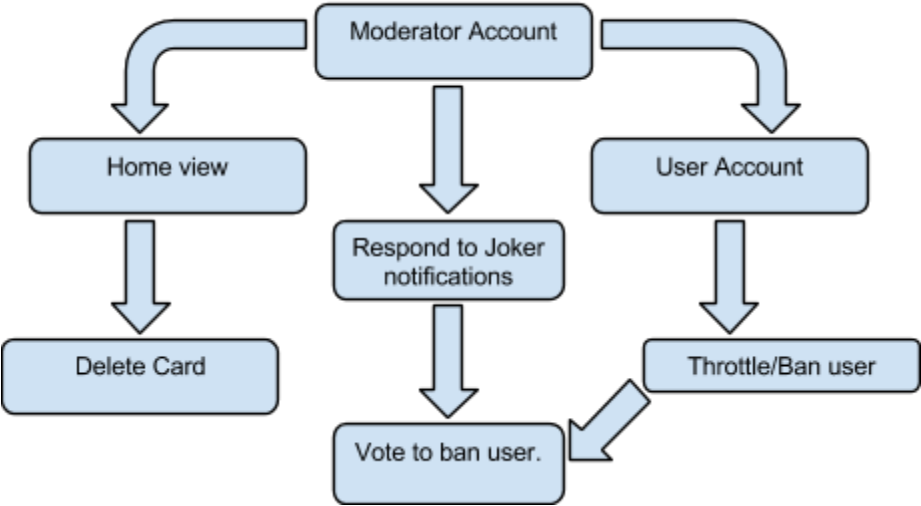 Moderator Account
Home view
User Account
Respond to Joker
notifications
Delete Card
Throttle/Ban user
Vote to ban user.